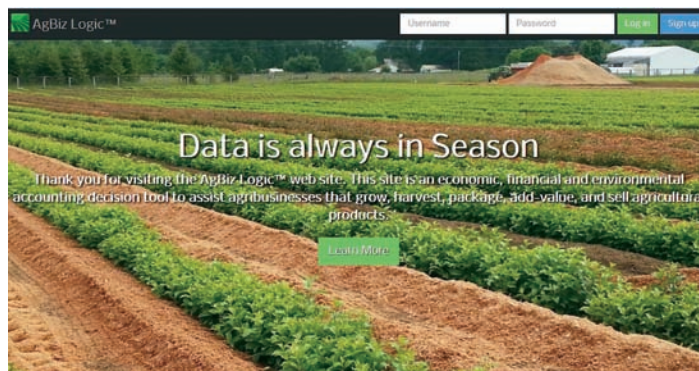 AgBiz Logic™ Username Password Log in Sign up
Data is always in Season
Thank you for visiting the AgBiz Logic™ web site. This site is an economic, financial and environmental
accounting decision tool to assist agribusinesses that grow, harvest, package, add-value, and sell agricultura
products.
Learn More